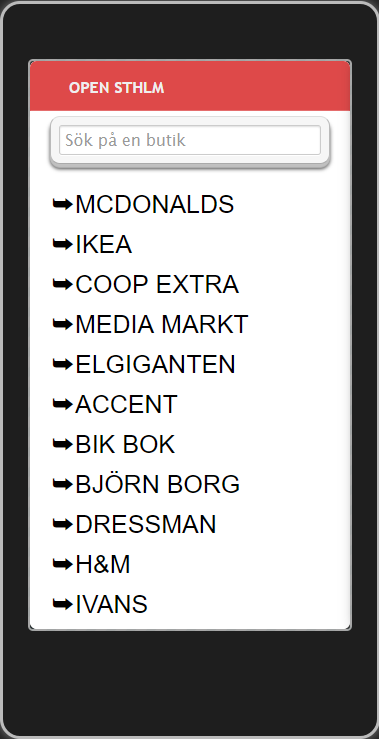 OPEN STHLM
Sök på en butik
➥MCDONALDS
➥IKEA
➥COOP EXTRA
➥MEDIA MARKT
➥ELGIGANTEN
➥ACCENT
➥BIK BOK
➥BJÖRN BORG
➥DRESSMAN
➥H&M
➥IVANS